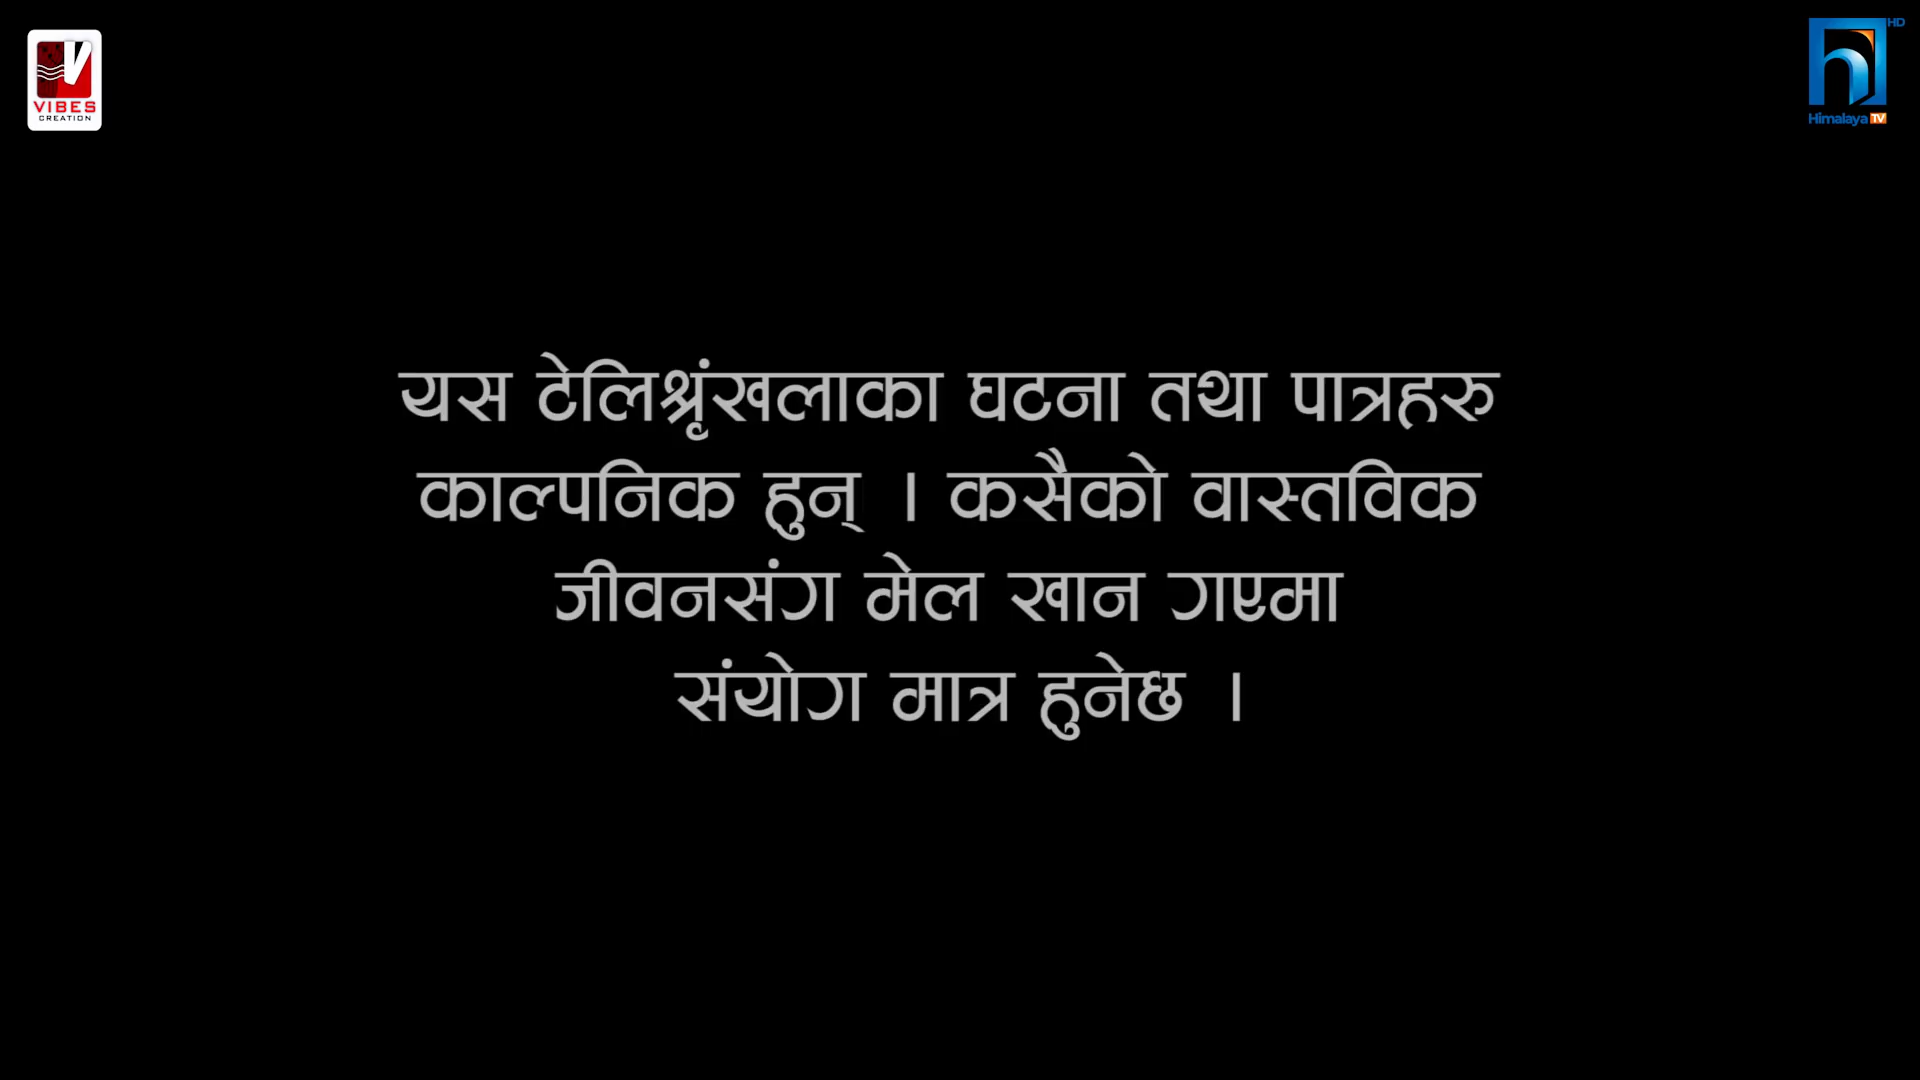 VIBES
CREATION
HD
Himalaya TV
यस टेलिश्रृंखलाका घटना तथा पात्रहरु
काल्पनिक हुन् । कसैको वास्तविक
जीवनसंग मेल खान गएमा
संयोग मात्र हुनेछ ।